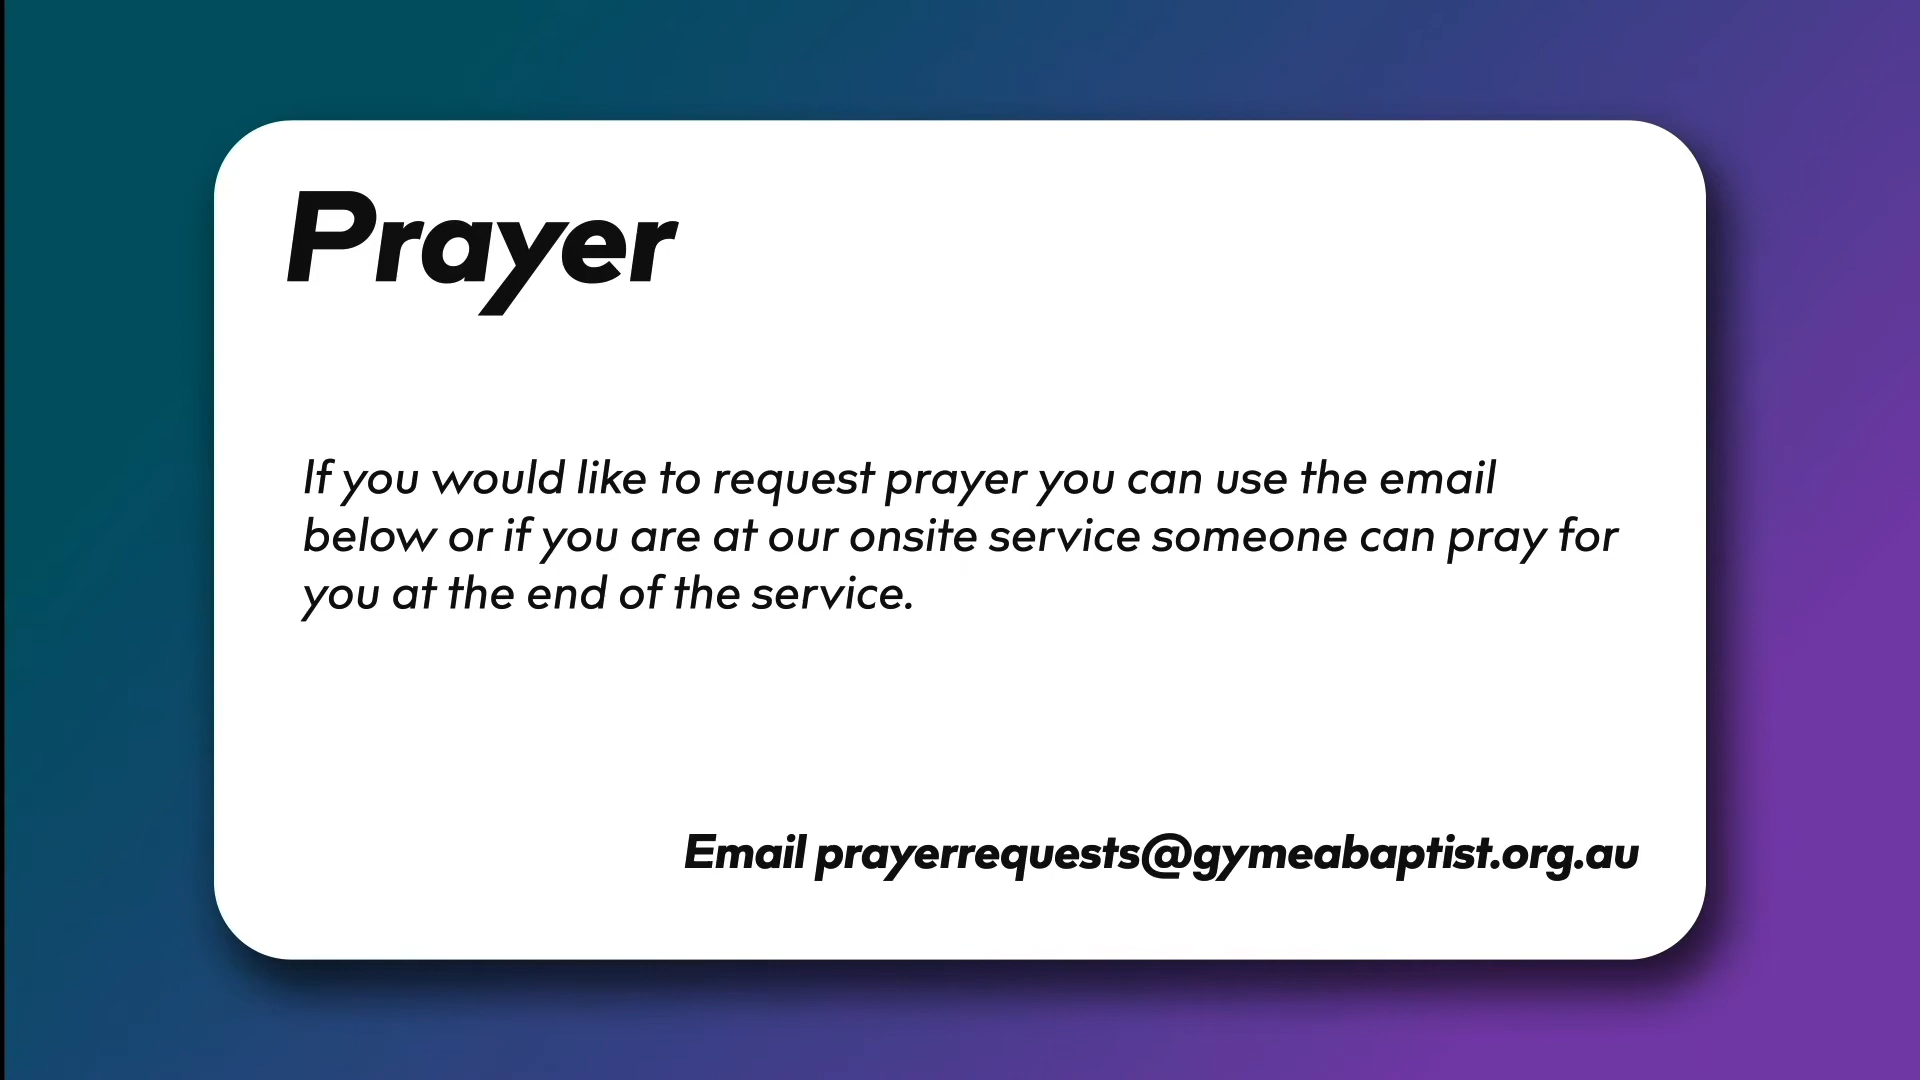 Prayer
If you would like to request prayer you can use the email
below or if you are at our onsite service someone can pray for
you at the end of the service.
Email prayerrequests@gymeabaptist.org.au